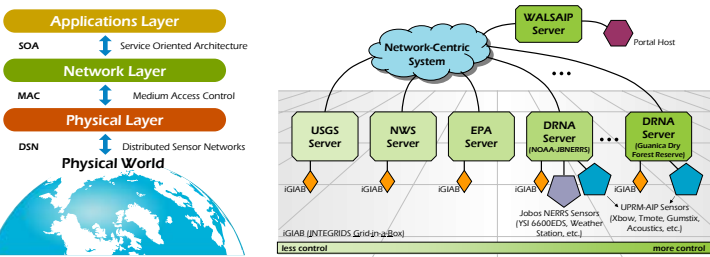 Applications Layer
SOA
Service Oriented Architecture
Network Layer
MAC
Medium Access Control
Physical Layer
DSN
Distributed Sensor Networks
Physical World
WALSAIP
Server
Portal Host
Network-Centric
System
...
USGS
Server
NWS
Server
EPA
Server
DRNA
Server
(NOAA-JBNERRS)
...
DRNA
Server
(Guanica Dry
Forest Reserve)
iGIAB
iGIAB
iGIAB
iGIAB
iGIAB
Jobos NERRS Sensors
(YSI 6600EDS, Weather
Station, etc.)
UPRM-AIP Sensors
(Xbow, Tmote, Gumstix,
Acoustics, etc.)
iGIAB (INTEGRIDS Grid-in-a-Box)
less control
more control